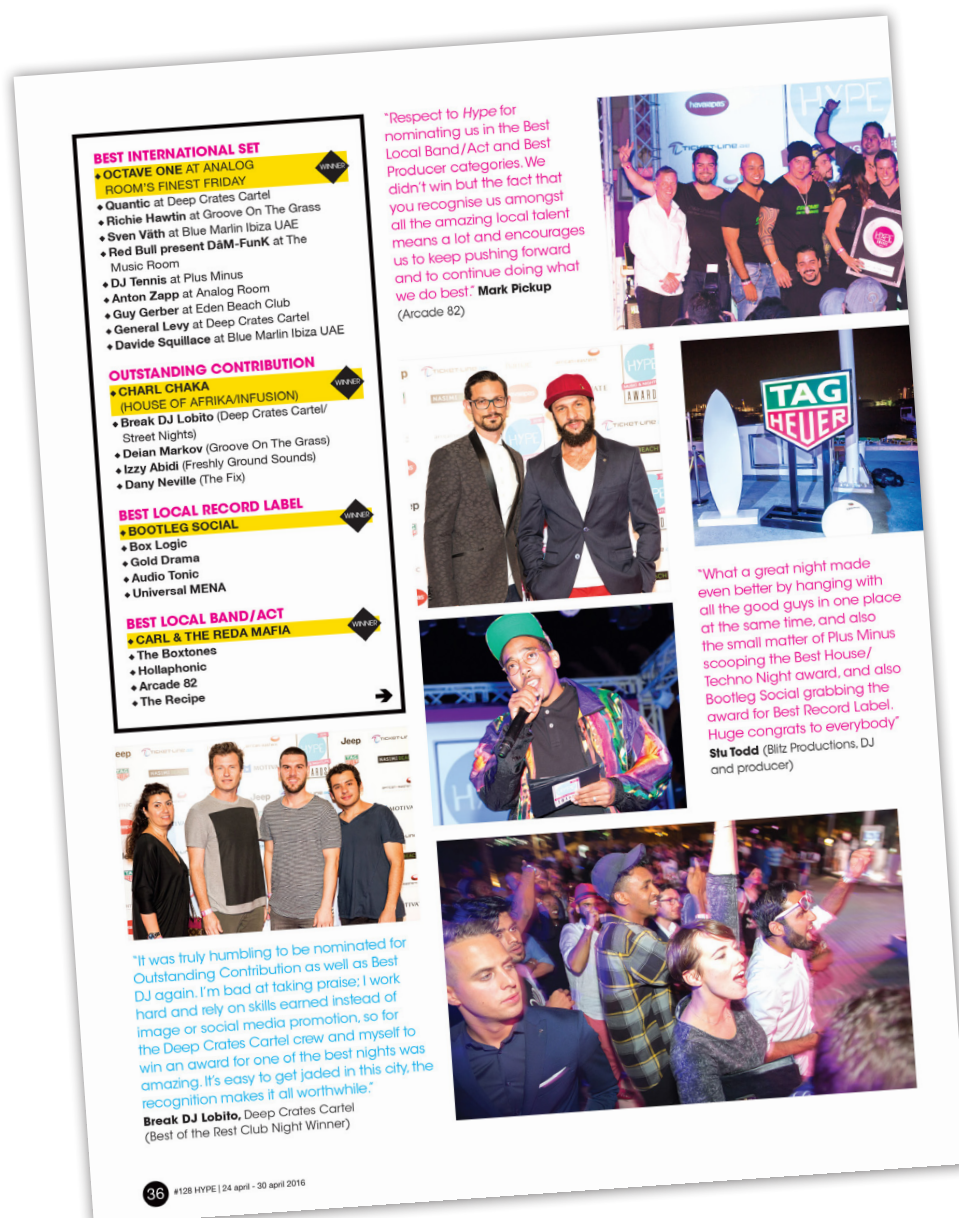 BEST INTERNATIONAL SET
◆ OCTAVE ONE AT ANALOG
ROOM'S FINEST FRIDAY
WINNER
◆ Quantic at Deep Crates Cartel
◆ Richie Hawtin at Groove On The Grass
◆ Sven Väth at Blue Marlin Ibiza UAE
◆ Red Bull present DâM-FunK at The
Music Room
◆ DJ Tennis at Plus Minus
◆ Anton Zapp at Analog Room
◆ Guy Gerber at Eden Beach Club
◆ General Levy at Deep Crates Cartel
◆ Davide Squillace at Blue Marlin Ibiza UAE
OUTSTANDING CONTRIBUTION
◆ CHARL CHAKA
(HOUSE OF AFRIKA/INFUSION)
WINNER
◆ Break DJ Lobito (Deep Crates Cartel/
Street Nights)
◆ Deian Markov (Groove On The Grass)
◆ Izzy Abidi (Freshly Ground Sounds)
◆ Dany Neville (The Fix)
BEST LOCAL RECORD LABEL
◆ BOOTLEG SOCIAL
WINNER
◆ Box Logic
◆ Gold Drama
◆ Audio Tonic
◆ Universal MENA
BEST LOCAL BAND/ACT
◆ CARL & THE REDA MAFIA
WINNER
◆ The Boxtones
◆ Hollaphonic
◆ Arcade 82
◆ The Recipe
"Respect to Hype for
nominating us in the Best
Local Band/Act and Best
Producer categories. We
didn't win but the fact that
you recognise us amongst
all the amazing local talent
means a lot and encourages
us to keep pushing forward
and to continue doing what
we do best." Mark Pickup
(Arcade 82)
havaianas
HYPE
TICKET-LINE
TICKET-LINE
HYPE
AWARD
TICKET LINE
TAG
HEUER
"What a great night made
even better by hanging with
all the good guys in one place
at the same time, and also
the small matter of Plus Minus
scooping the Best House/
Techno Night award, and also
Bootleg Social grabbing the
award for Best Record Label.
Huge congrats to everybody"
Stu Todd (Blitz Productions, DJ
and producer)
eep
TICKET-LINE
Jeep
Jeep
"It was truly humbling to be nominated for
Outstanding Contribution as well as Best
DJ again. I'm bad at taking praise; I work
hard and rely on skills earned instead of
image or social media promotion, so for
the Deep Crates Cartel crew and myself to
win an award for one of the best nights was
amazing. It's easy to get jaded in this city, the
recognition makes it all worthwhile."
Break DJ Lobito, Deep Crates Cartel
(Best of the Rest Club Night Winner)
36 #128 HYPE | 24 april - 30 april 2016